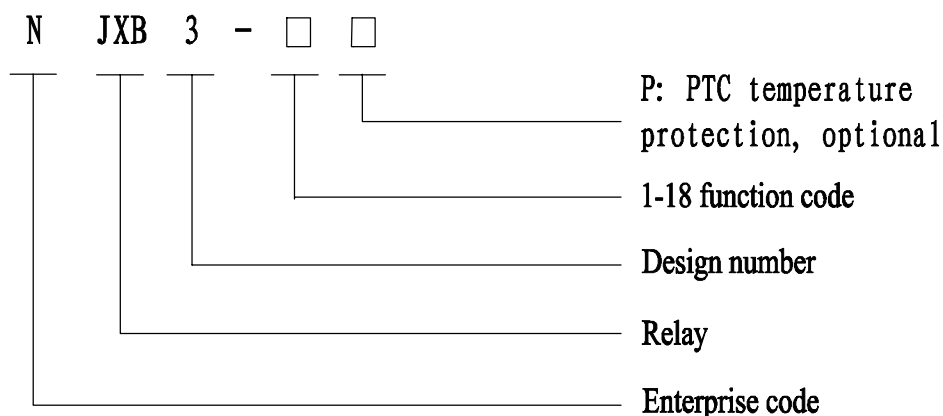 N JXB 3 - □ □
P: PTC temperature
protection, optional
1-18 function code
Design number
Relay
Enterprise code